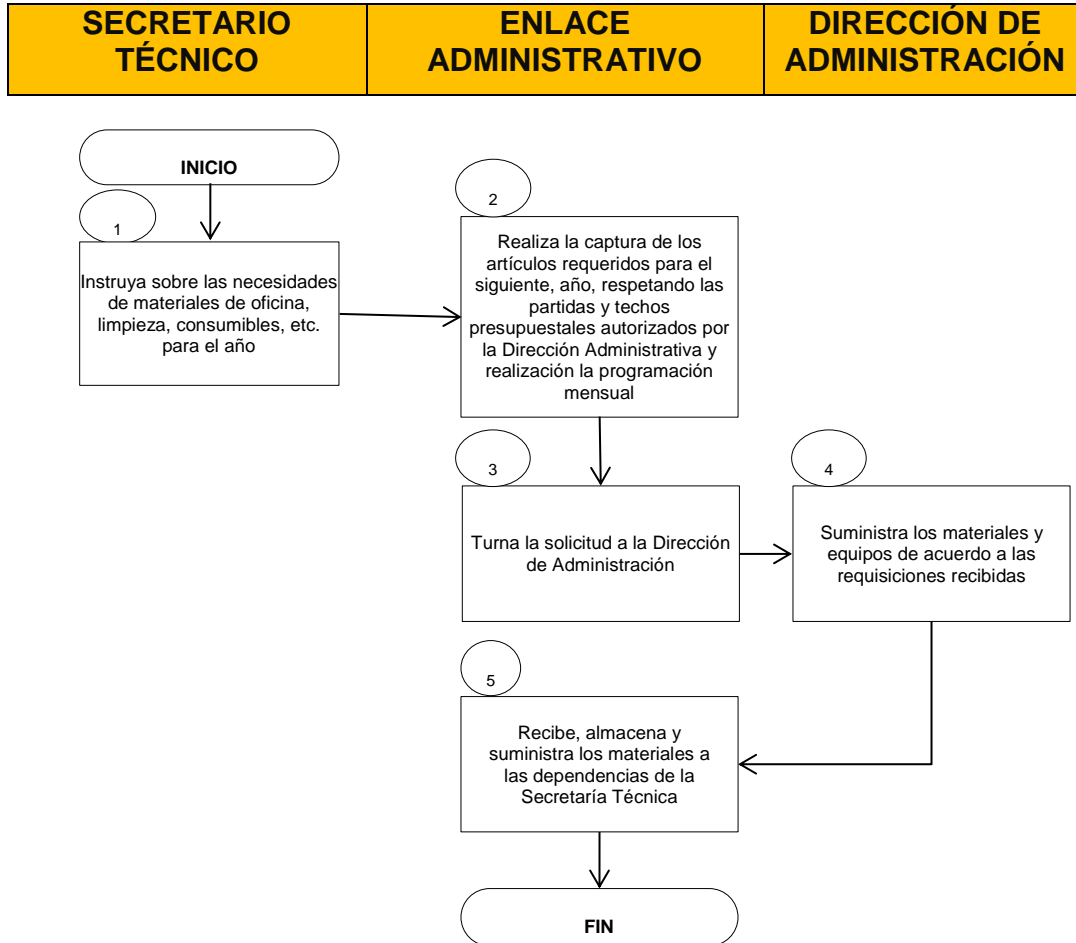 SECRETARIO
TÉCNICO
ENLACE
ADMINISTRATIVO
DIRECCIÓN DE
ADMINISTRACIÓN
INICIO
1
Instruya sobre las necesidades
de materiales de oficina,
limpieza, consumibles, etc.
para el año
2
Realiza la captura de los
artículos requeridos para el
siguiente, año, respetando las
partidas y techos
presupuestales autorizados por
la Dirección Administrativa y
realización la programación
mensual
3
Turna la solicitud a la Dirección
de Administración
4
Suministra los materiales y
equipos de acuerdo a las
requisiciones recibidas
5
Recibe, almacena y
suministra los materiales a
las dependencias de la
Secretaría Técnica
FIN